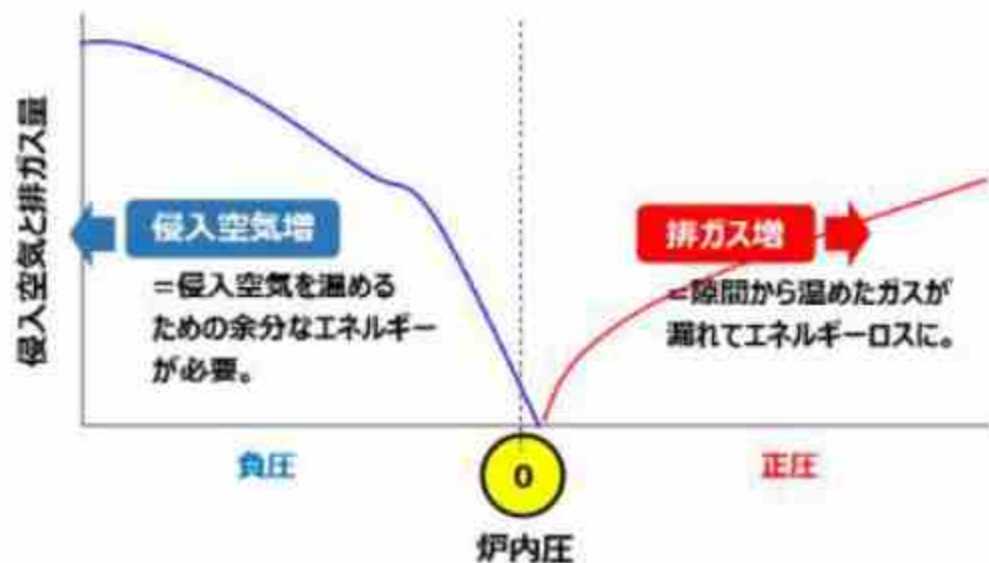 侵入空気と排ガス量
侵入空気増
=侵入空気を温める
ための余分なエネルギー
が必要。
排ガス増
=隙間から温めたガスが
漏れてエネルギーロスに。
負圧
0
正圧
炉内圧